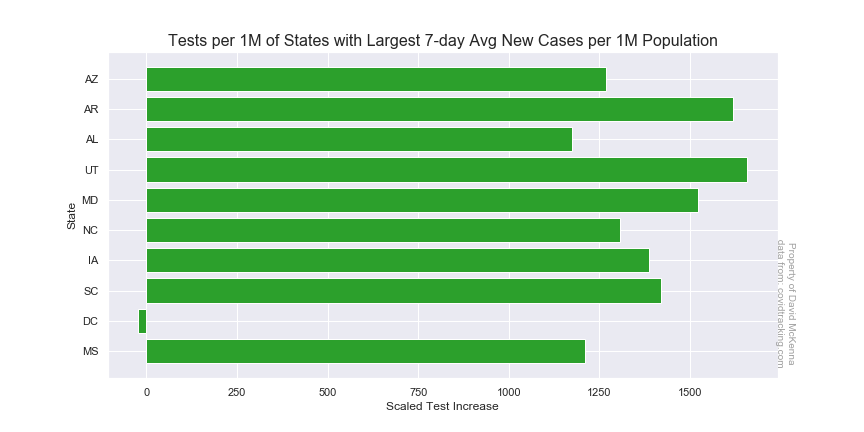 Tests per 1M of States with Largest 7-day Avg New Cases per 1M Population
State
AZ
AR
AL
UT
MD
NC
IA
SC
DC
MS
0 250 500 750 1000 1250 1500
Scaled Test Increase
Property of David McKenna
data from: covidtracking.com